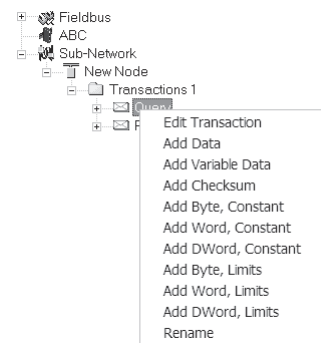 Fieldbus
ABC
Sub-Network
New Node
Transactions 1
Query
Edit Transaction
Add Data
Add Variable Data
Add Checksum
Add Byte, Constant
Add Word, Constant
Add DWord, Constant
Add Byte, Limits
Add Word, Limits
Add DWord, Limits
Rename